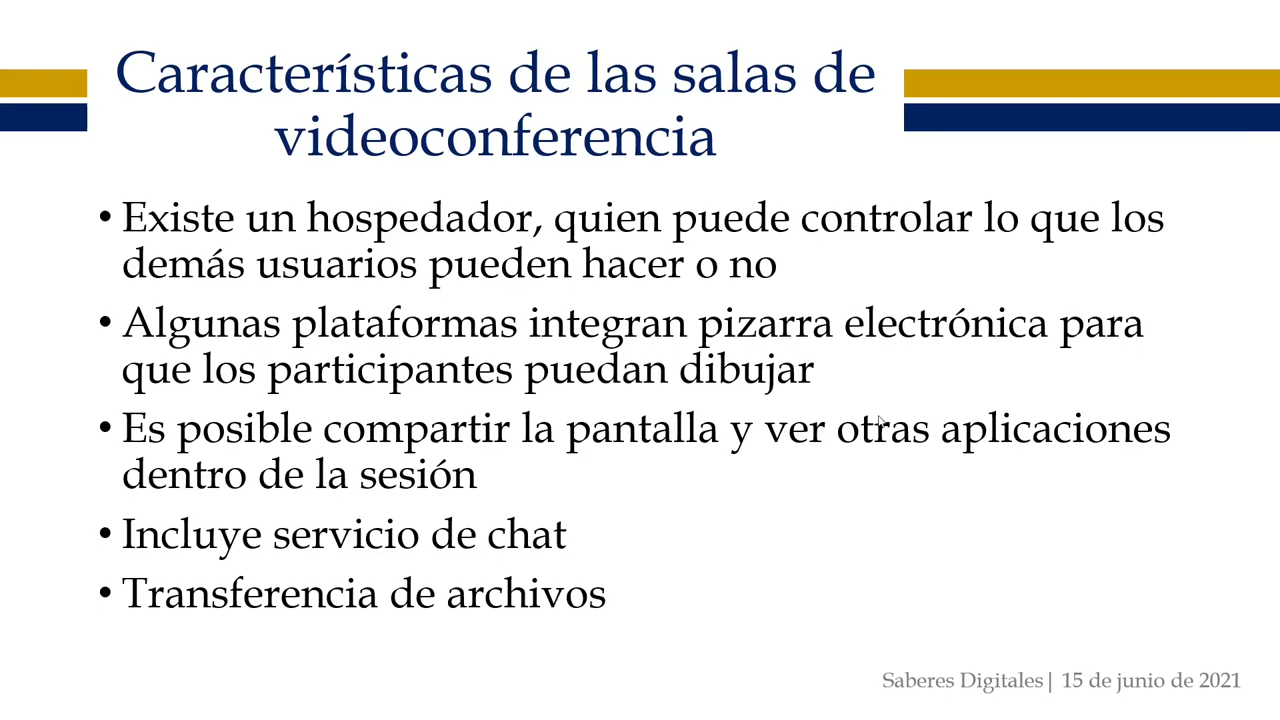 Características de las salas de
videoconferencia
• Existe un hospedador, quien puede controlar lo que los
demás usuarios pueden hacer o no
• Algunas plataformas integran pizarra electrónica para
que los participantes puedan dibujar
• Es posible compartir la pantalla y ver otras aplicaciones
dentro de la sesión
• Incluye servicio de chat
• Transferencia de archivos
Saberes Digitales| 15 de junio de 2021